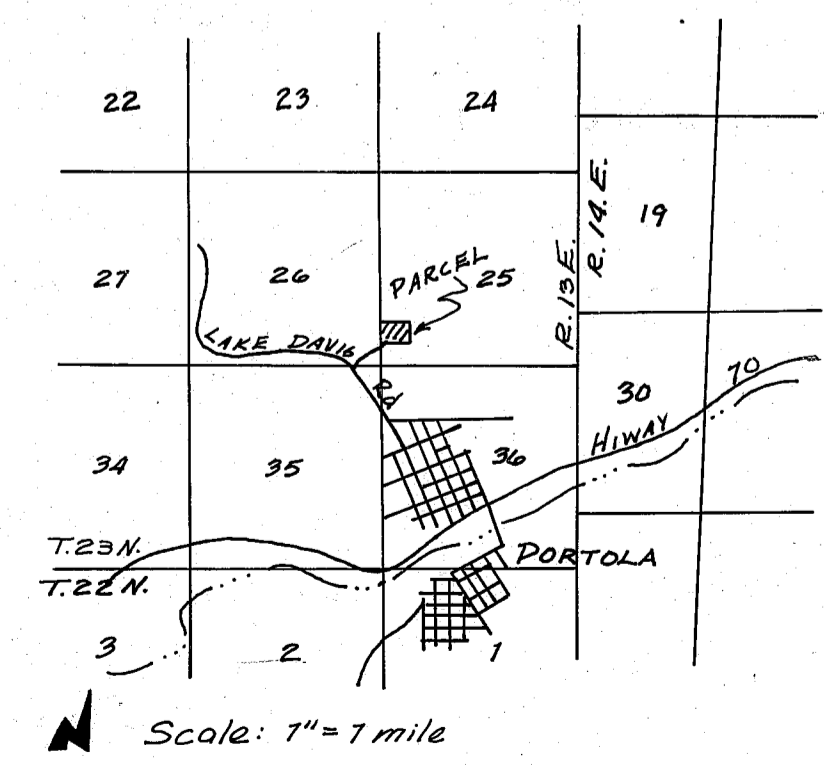 22 23 24
R. 13 E.
R. 14. E.
19
27 26 PARCEL 25
LAKE DAVIS
Rd
30
HIWAY 70
34 35 36
T. 23 N.
T. 22 N.
PORTOLA
3 2 1
Scale: 1" = 1 mile